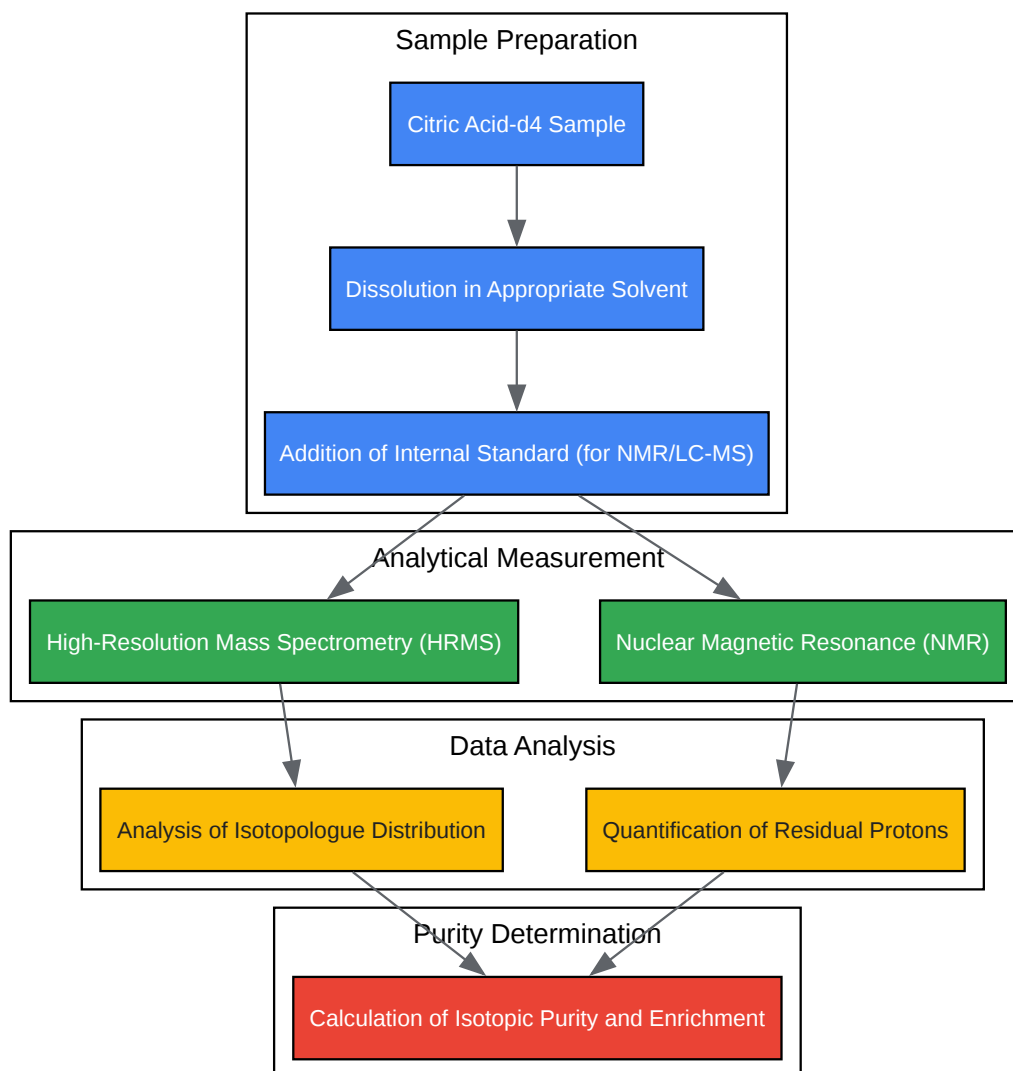 Sample Preparation
Citric Acid-d4 Sample
Dissolution in Appropriate Solvent
Addition of Internal Standard (for NMR/LC-MS)
Analytical Measurement
High-Resolution Mass Spectrometry (HRMS)
Nuclear Magnetic Resonance (NMR)
Data Analysis
Analysis of Isotopologue Distribution
Quantification of Residual Protons
Purity Determination
Calculation of Isotopic Purity and Enrichment